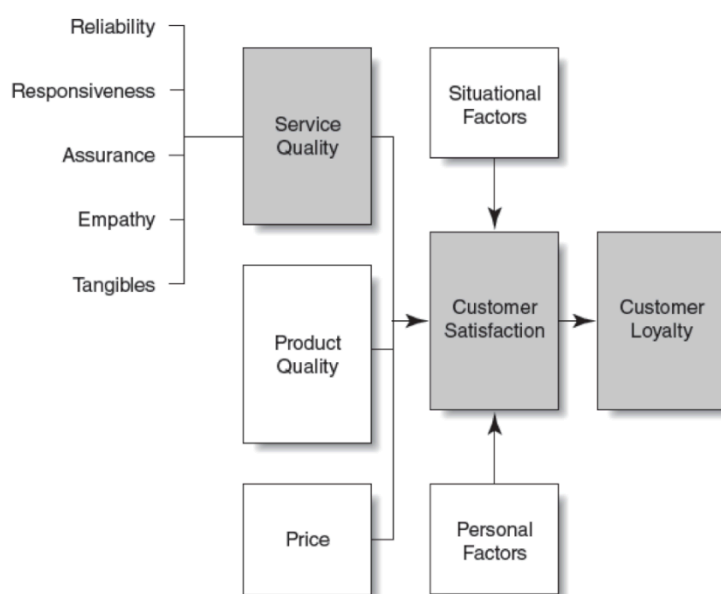 Reliability
Responsiveness
Assurance
Empathy
Tangibles
Service
Quality
Product
Quality
Price
Situational
Factors
Customer
Satisfaction
Personal
Factors
Customer
Loyalty